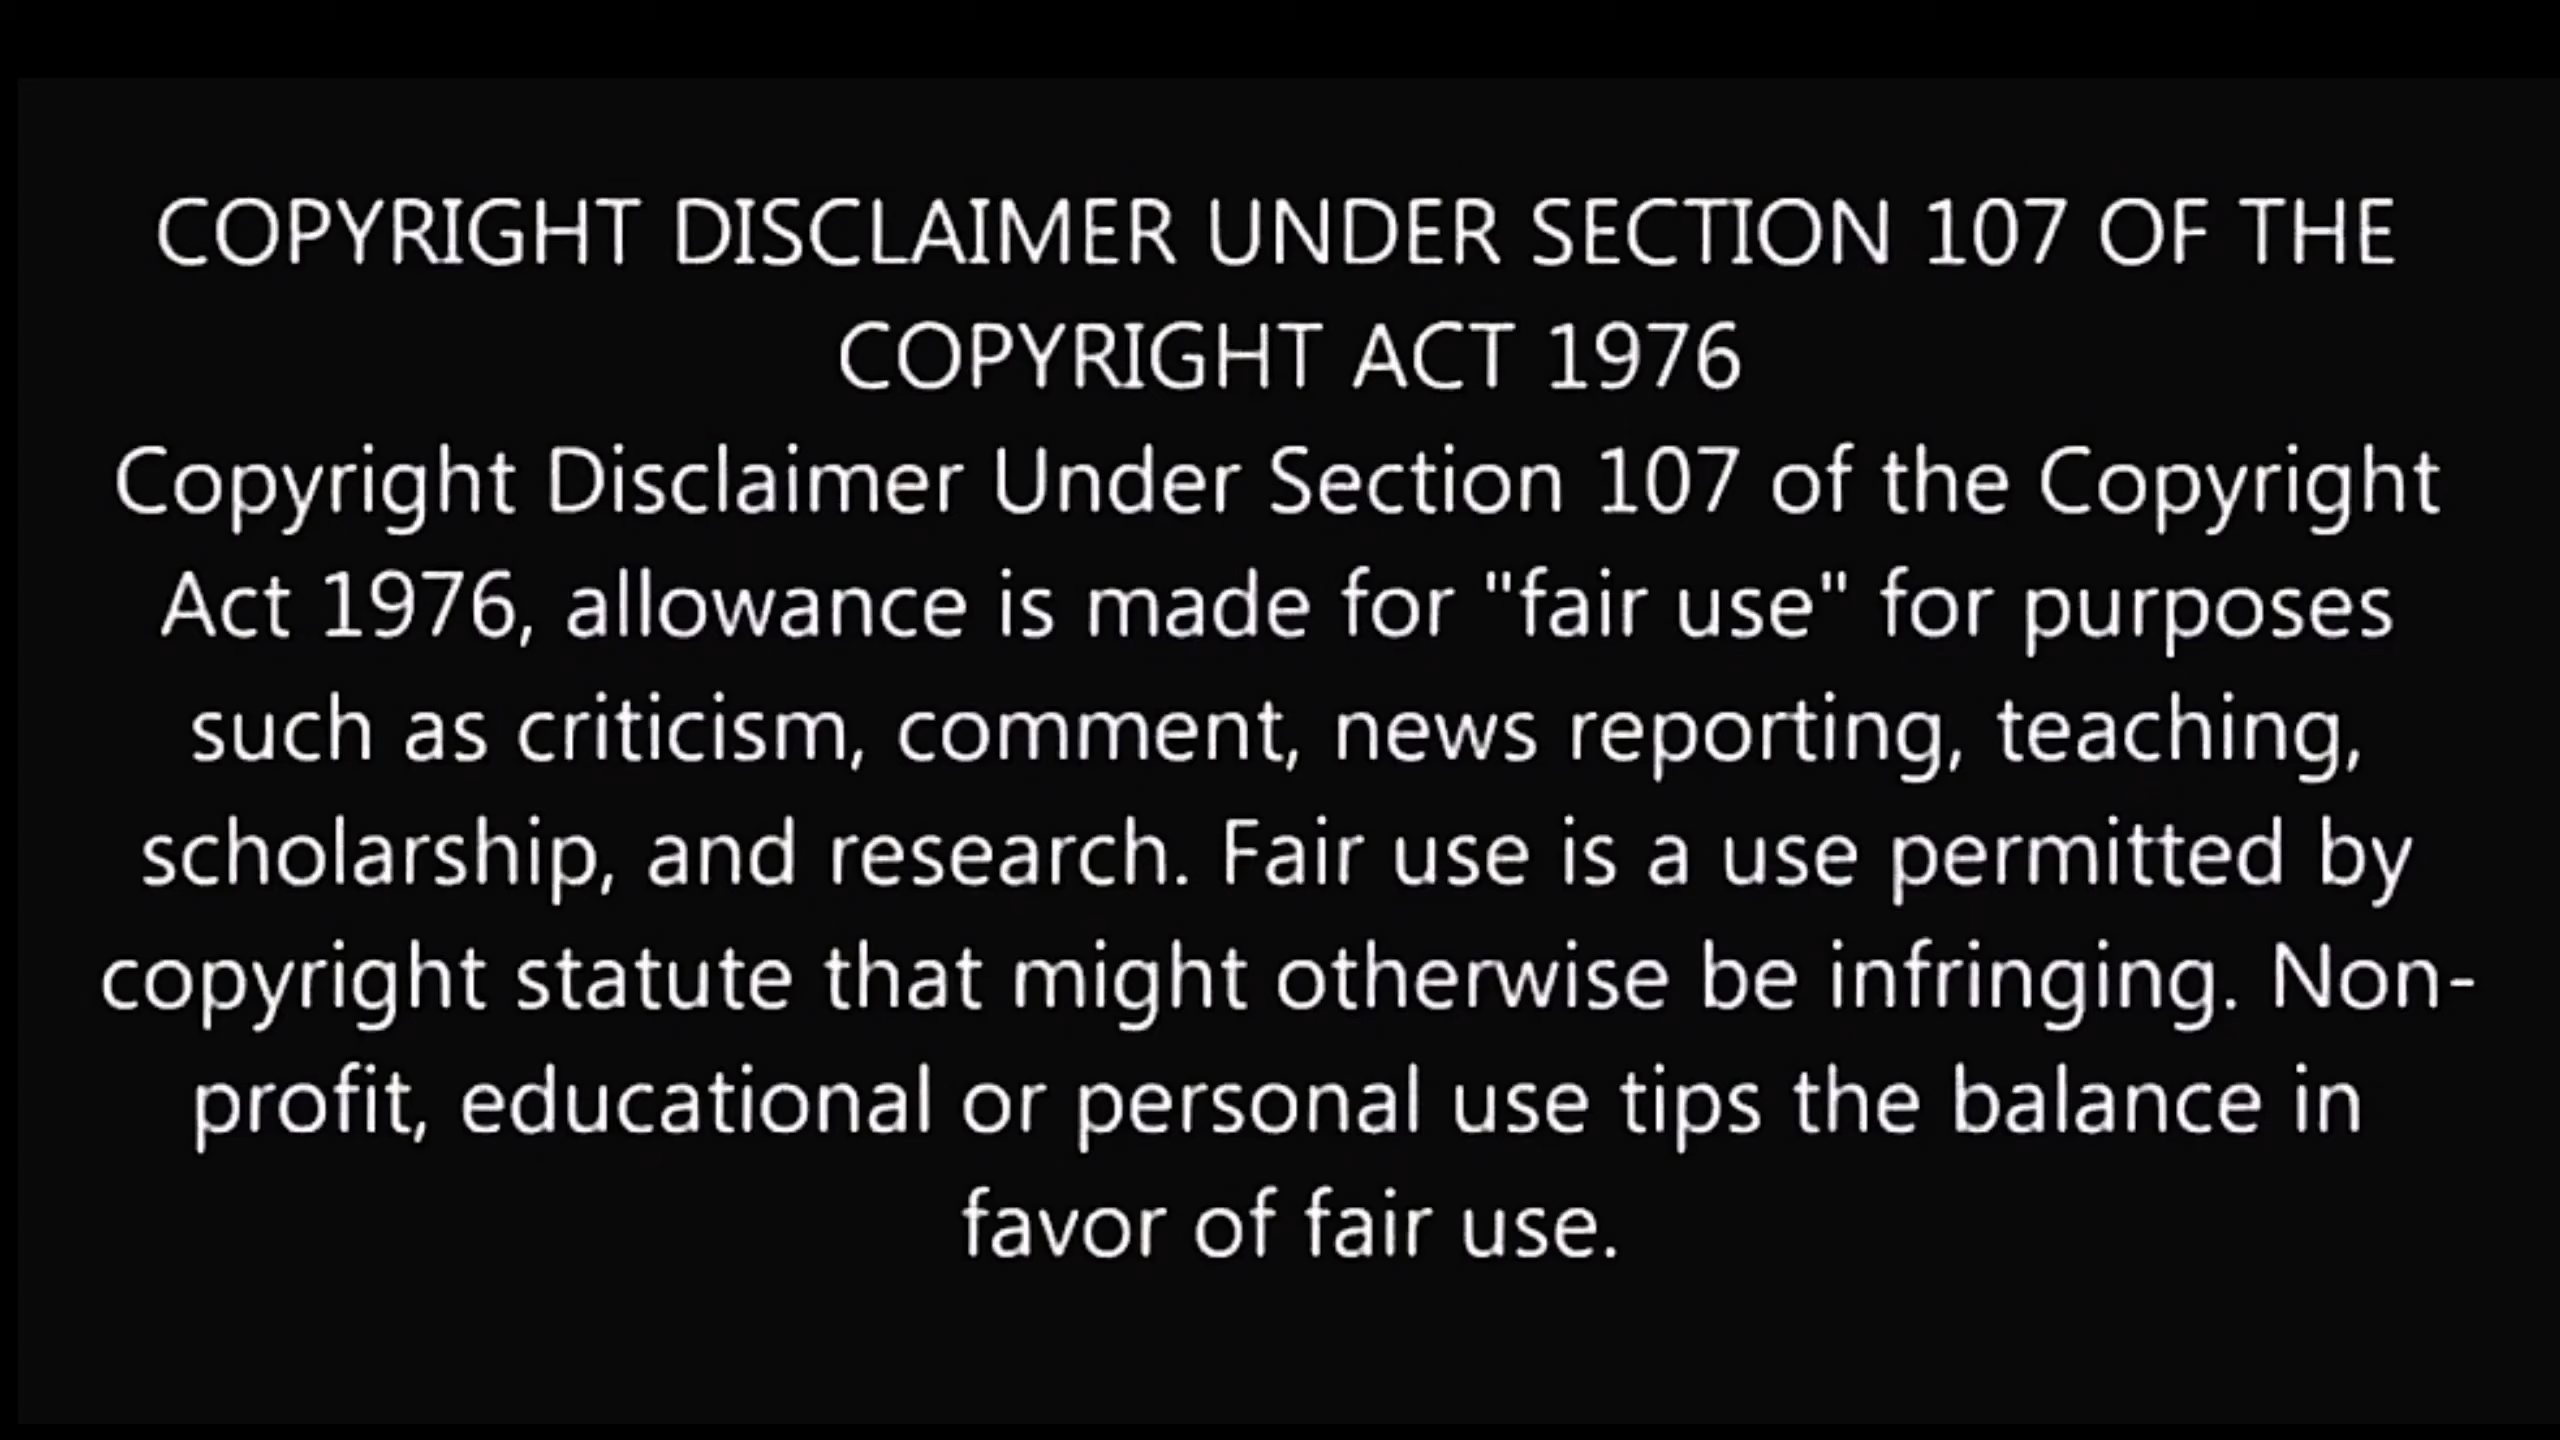 COPYRIGHT DISCLAIMER UNDER SECTION 107 OF THE
COPYRIGHT ACT 1976
Copyright Disclaimer Under Section 107 of the Copyright
Act 1976, allowance is made for "fair use" for purposes
such as criticism, comment, news reporting, teaching,
scholarship, and research. Fair use is a use permitted by
copyright statute that might otherwise be infringing. Non-
profit, educational or personal use tips the balance in
favor of fair use.